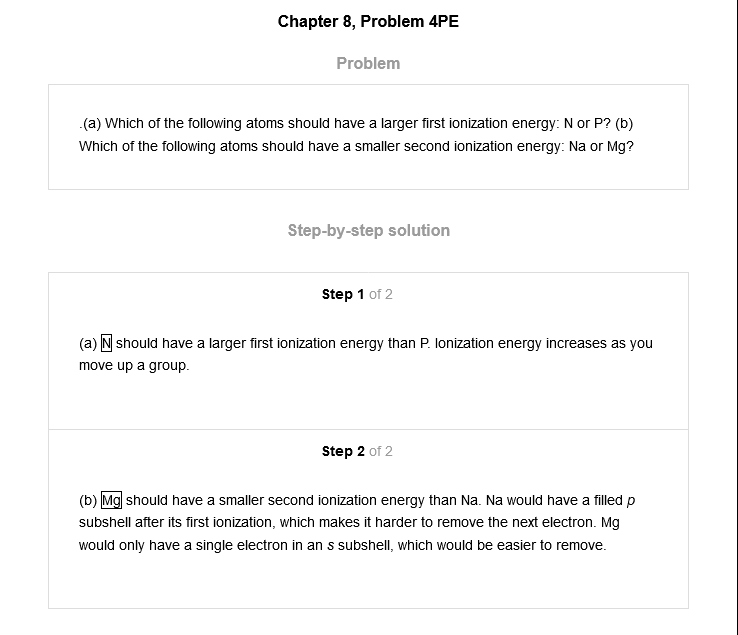 Chapter 8, Problem 4PE
Problem
.(a) Which of the following atoms should have a larger first ionization energy: N or P? (b)
Which of the following atoms should have a smaller second ionization energy: Na or Mg?
Step-by-step solution
Step 1 of 2
(a) N should have a larger first ionization energy than P. Ionization energy increases as you
move up a group.
Step 2 of 2
(b) Mg should have a smaller second ionization energy than Na. Na would have a filled p
subshell after its first ionization, which makes it harder to remove the next electron. Mg
would only have a single electron in an s subshell, which would be easier to remove.